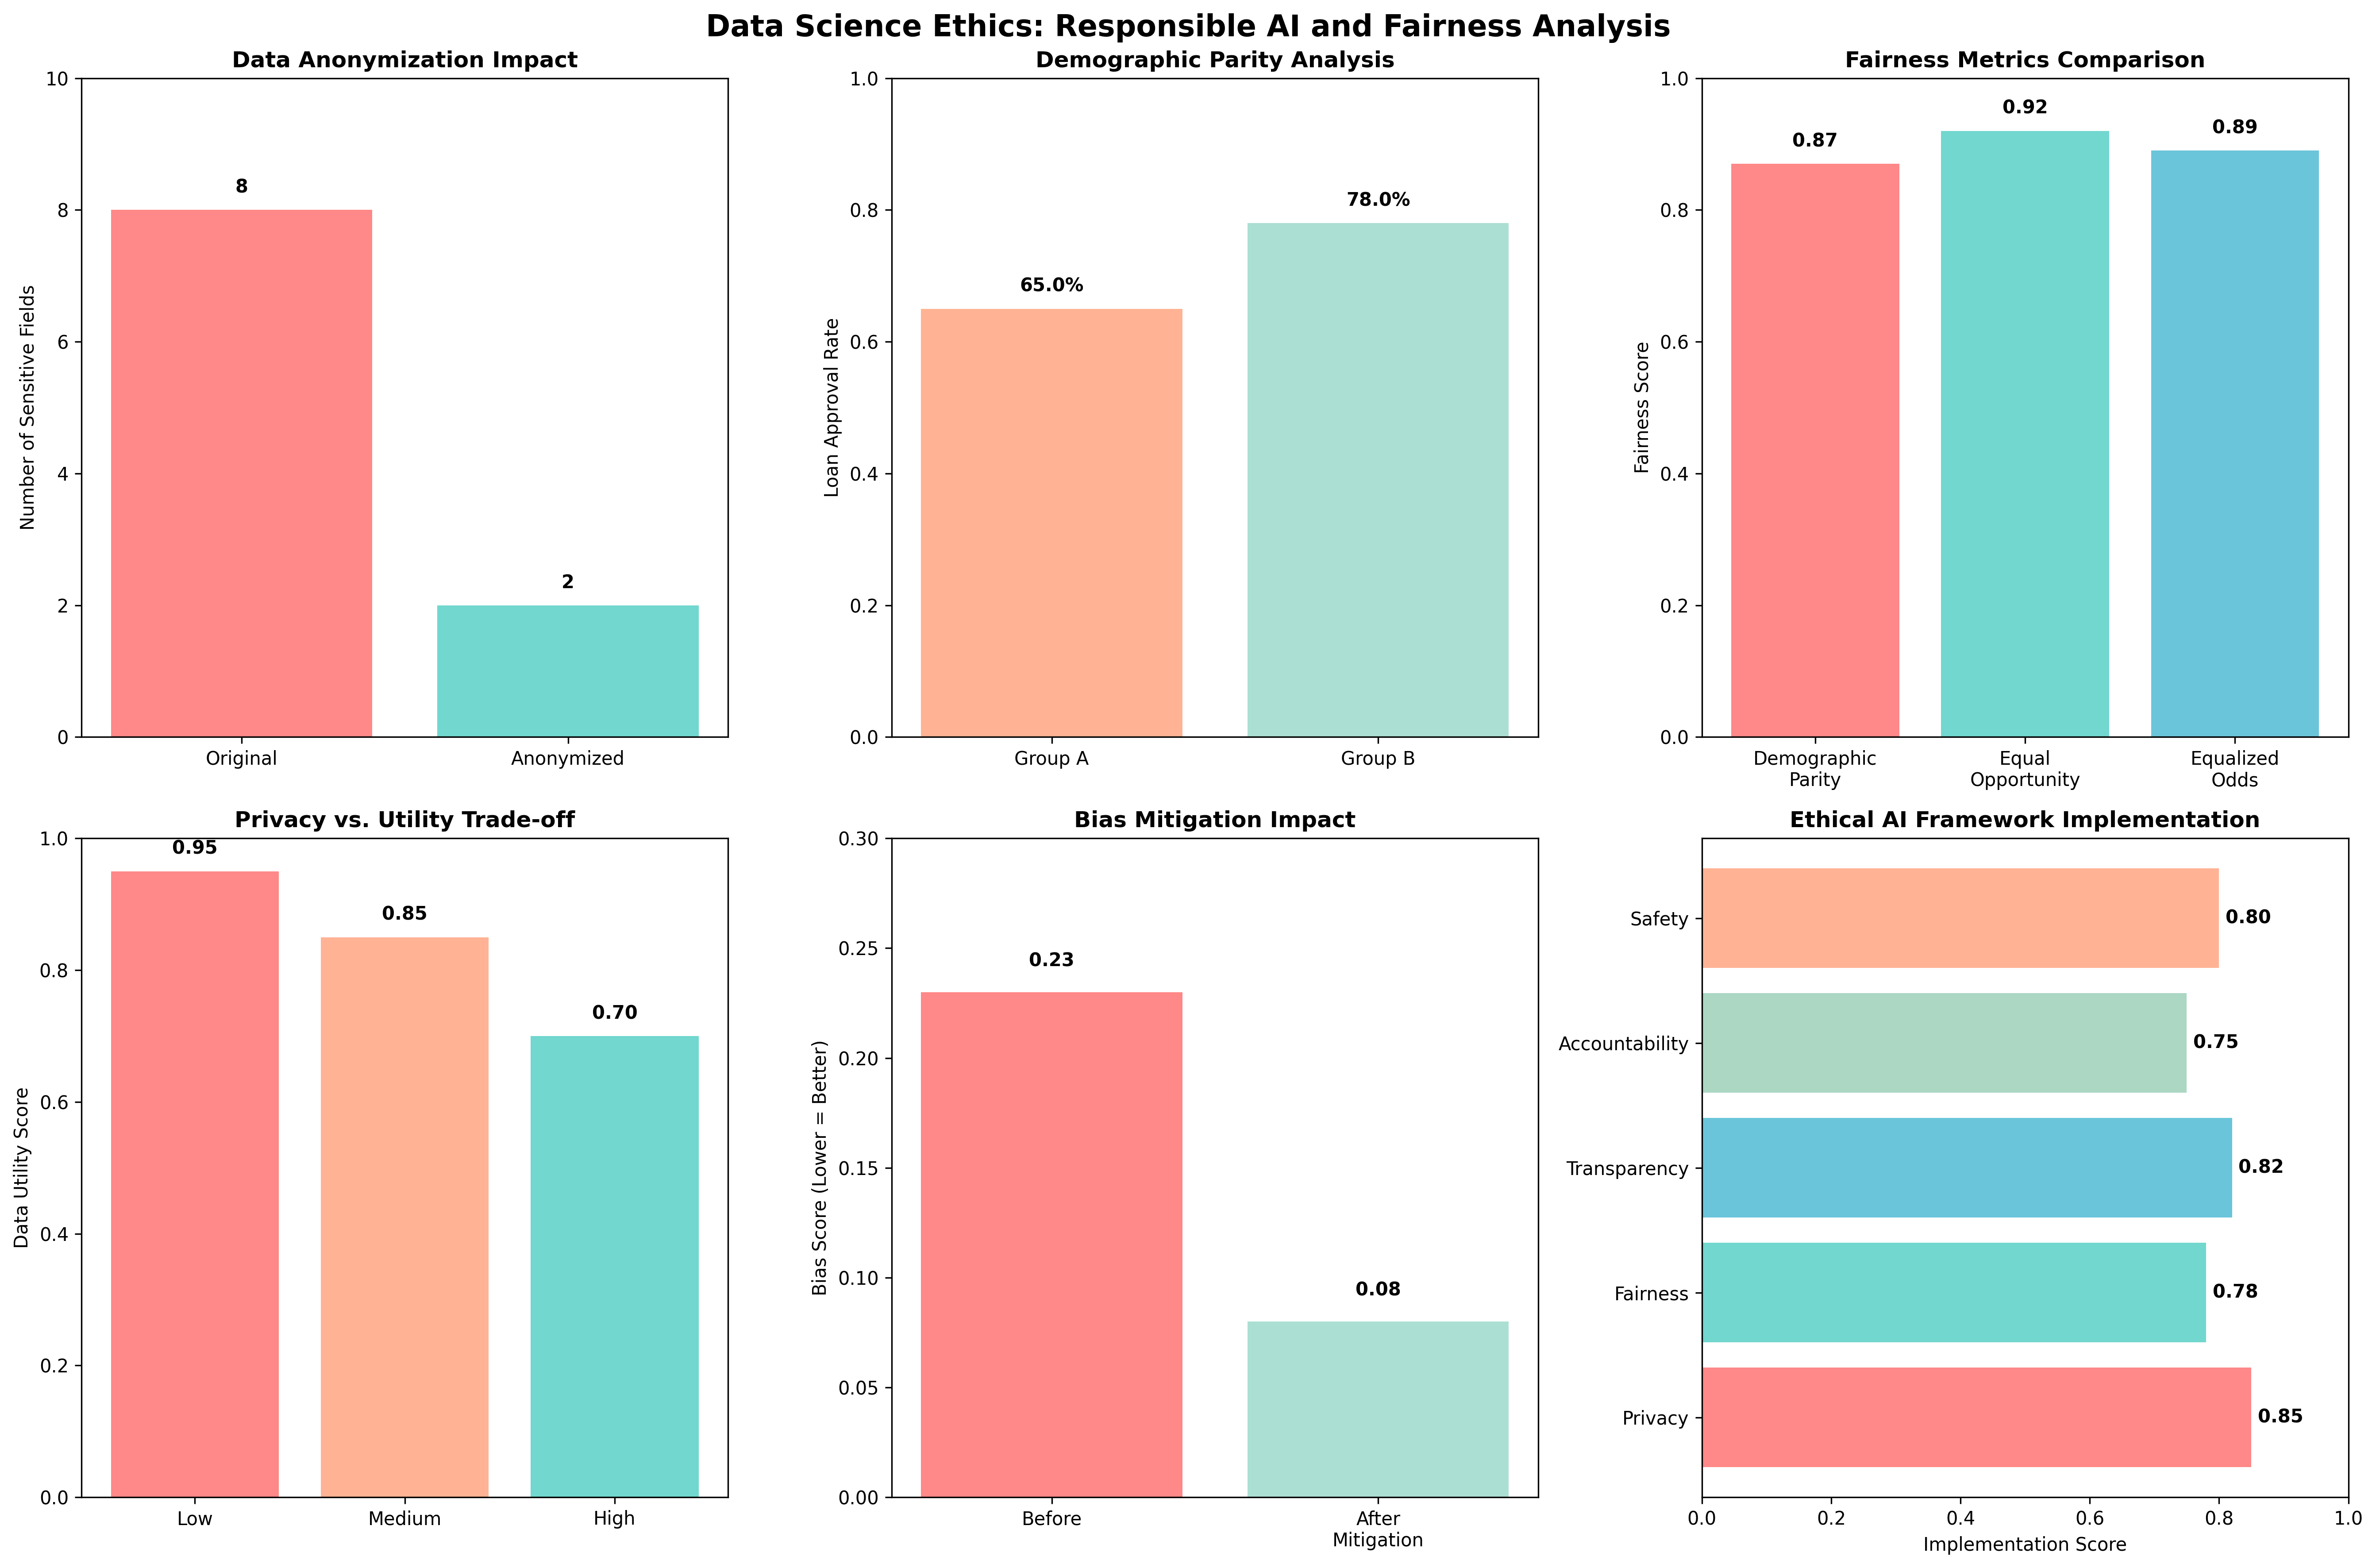 Data Science Ethics: Responsible AI and Fairness Analysis
Data Anonymization Impact
Number of Sensitive Fields
10
8
6
4
2
0
8
2
Original
Anonymized
Demographic Parity Analysis
Loan Approval Rate
1.0
0.8
0.6
0.4
0.2
0.0
65.0%
78.0%
Group A
Group B
Fairness Metrics Comparison
Fairness Score
1.0
0.8
0.6
0.4
0.2
0.0
0.87
0.92
0.89
Demographic
Parity
Equal
Opportunity
Equalized
Odds
Privacy vs. Utility Trade-off
Data Utility Score
1.0
0.8
0.6
0.4
0.2
0.0
0.95
0.85
0.70
Low
Medium
High
Bias Mitigation Impact
Bias Score (Lower = Better)
0.30
0.25
0.20
0.15
0.10
0.05
0.00
0.23
0.08
Before
After
Mitigation
Ethical AI Framework Implementation
Safety
0.80
Accountability
0.75
Transparency
0.82
Fairness
0.78
Privacy
0.85
0.0
0.2
0.4
0.6
0.8
1.0
Implementation Score